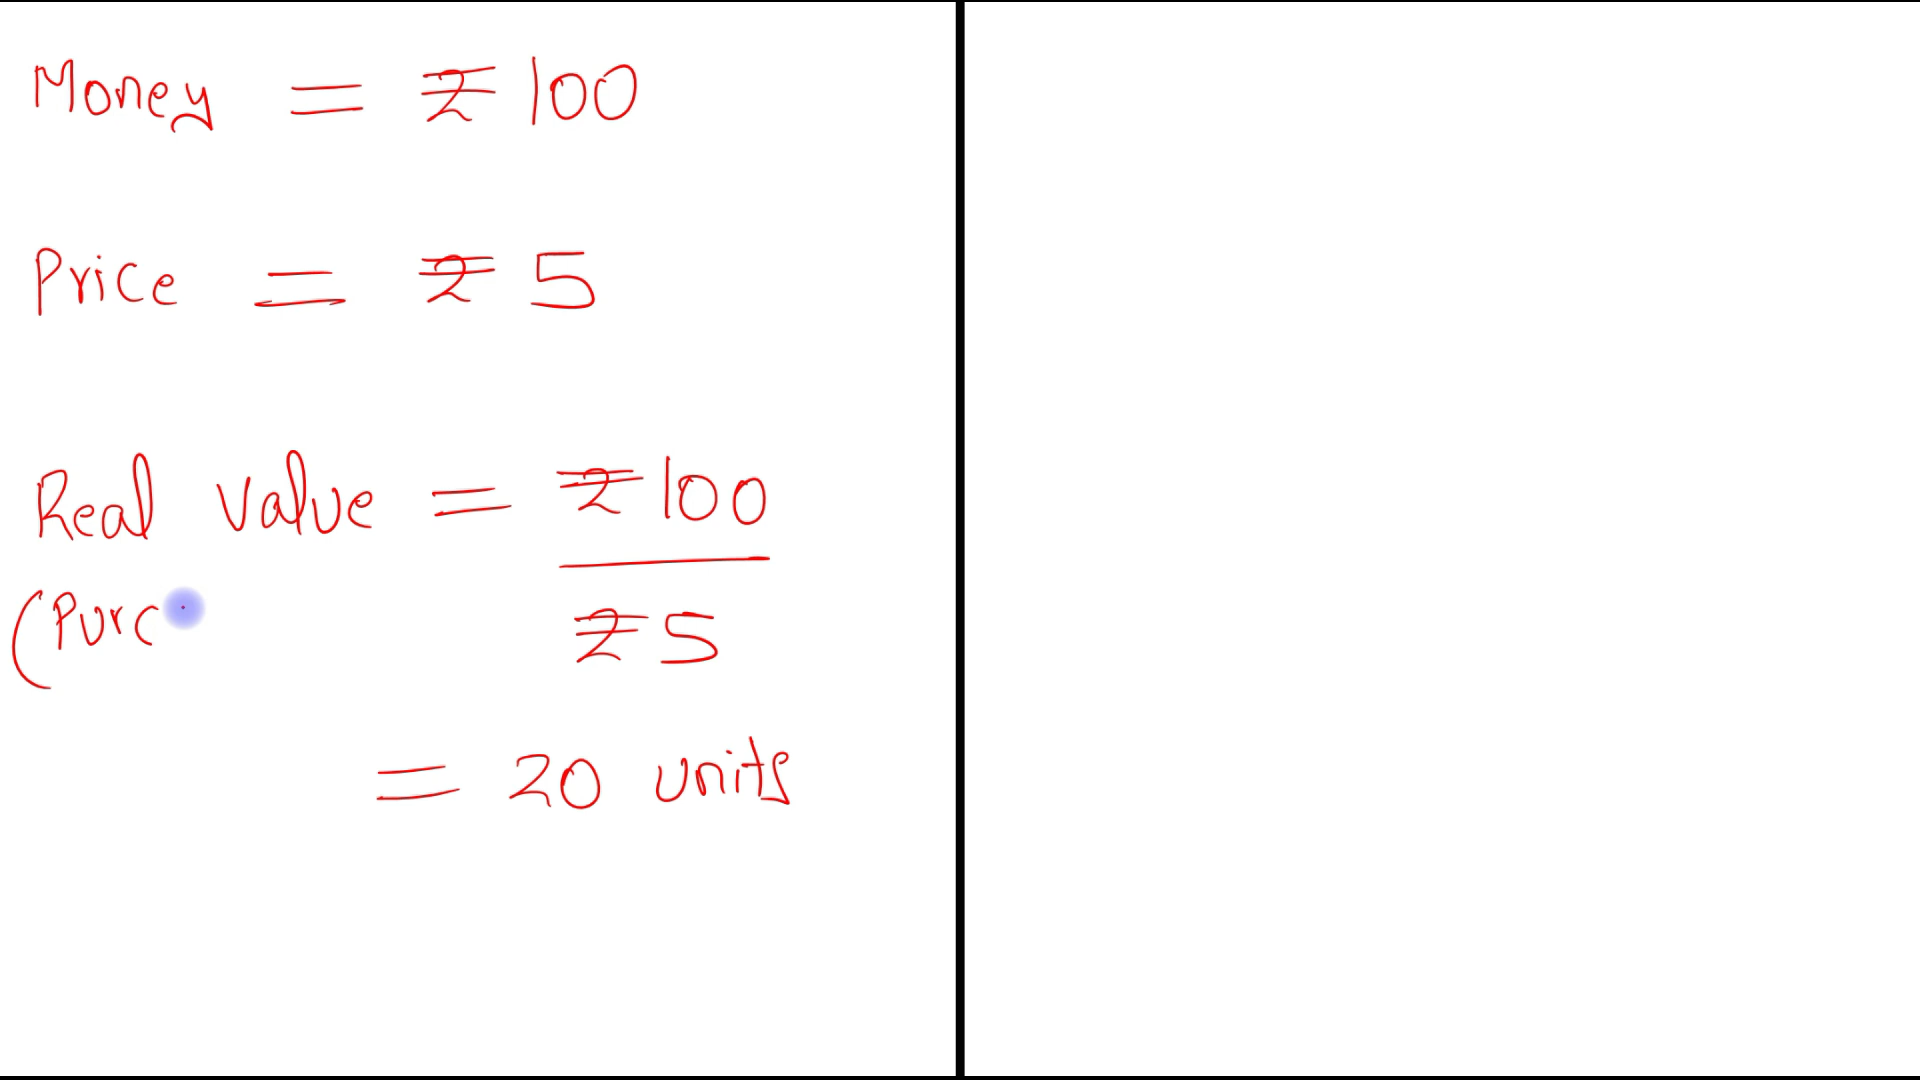 Money = ₹ 100
Price = ₹ 5
Real value = ₹ 100
(Purc
₹ 5
= 20 units